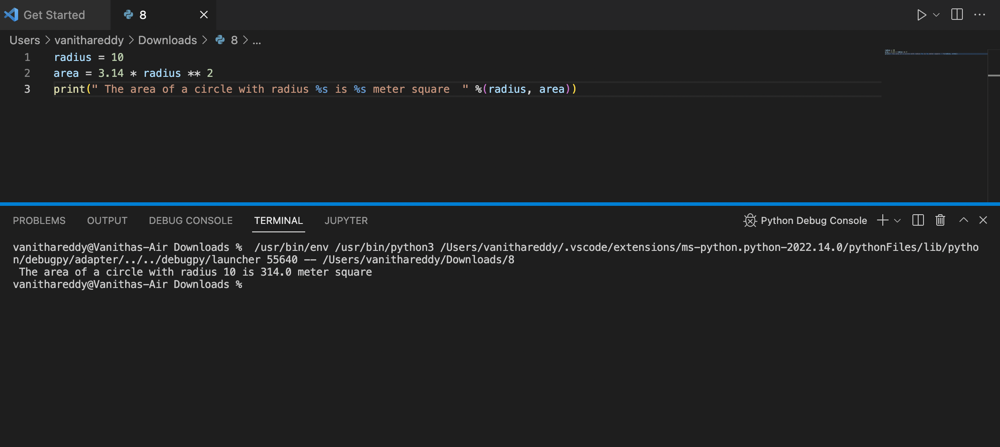 Get Started 8
Users > vanithareddy > Downloads > 8 > ...
1 radius = 10
2 area = 3.14 * radius ** 2
3 print(" The area of a circle with radius %s is %s meter square  " %(radius, area))
PROBLEMS OUTPUT DEBUG CONSOLE TERMINAL JUPYTER Python Debug Console
vanithareddy@Vanithas-Air Downloads %  /usr/bin/env /usr/bin/python3 /Users/vanithareddy/.vscode/extensions/ms-python.python-2022.14.0/pythonFiles/lib/pytho
n/debugpy/adapter/../../debugpy/launcher 55640 -- /Users/vanithareddy/Downloads/8
 The area of a circle with radius 10 is 314.0 meter square
vanithareddy@Vanithas-Air Downloads %